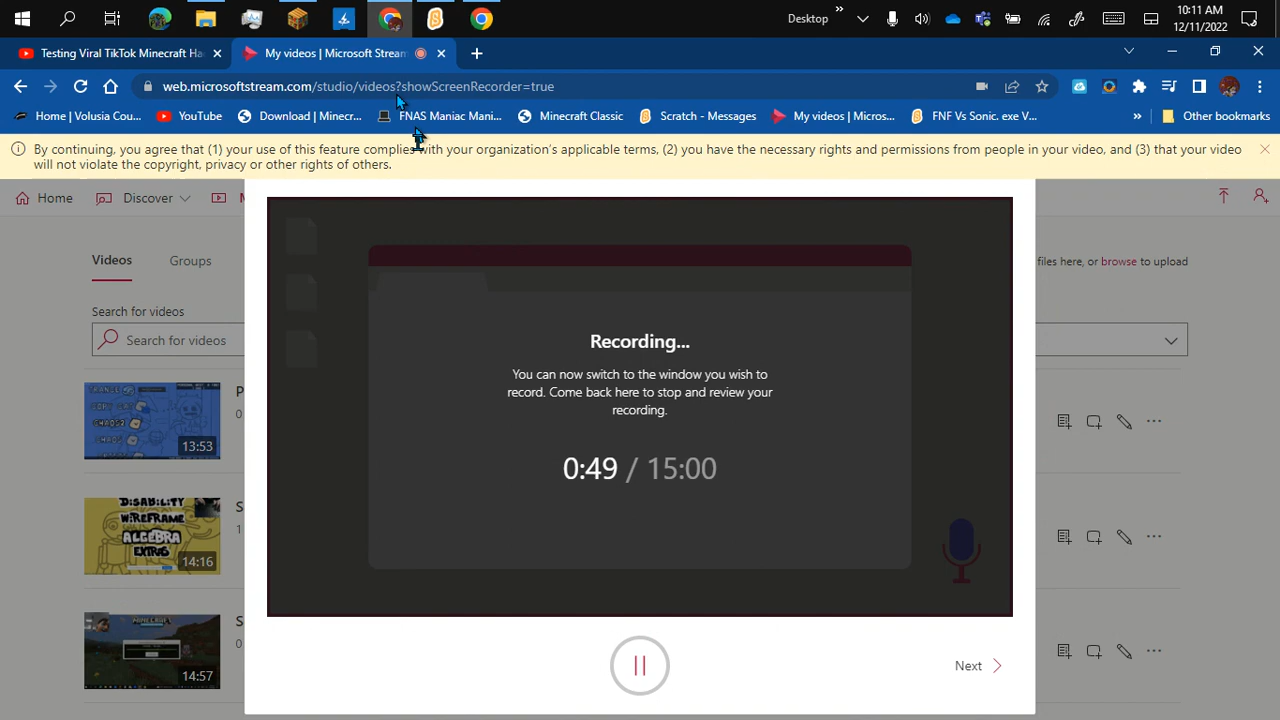 Desktop
10:11 AM
12/11/2022
Testing Viral TikTok Minecraft Ha
My videos | Microsoft Stream
web.microsoftstream.com/studio/videos?showScreenRecorder=true
Home | Volusia Cou...
YouTube
Download | Minecr...
FNAS Maniac Mani...
Minecraft Classic
Scratch - Messages
My videos | Micros...
FNF Vs Sonic. exe V...
Other bookmarks
By continuing, you agree that (1) your use of this feature complies with your organization's applicable terms, (2) you have the necessary rights and permissions from people in your video, and (3) that your video
will not violate the copyright, privacy or other rights of others.
Home
Discover
Videos
Groups
files here, or browse to upload
Search for videos
Search for videos
Recording...
You can now switch to the window you wish to
record. Come back here to stop and review your
recording.
0:49 / 15:00
13:53
DISABILITY
WIREFRAME
ALGEBRA
EXTRAS
14:16
MINECRAFT
14:57
Next